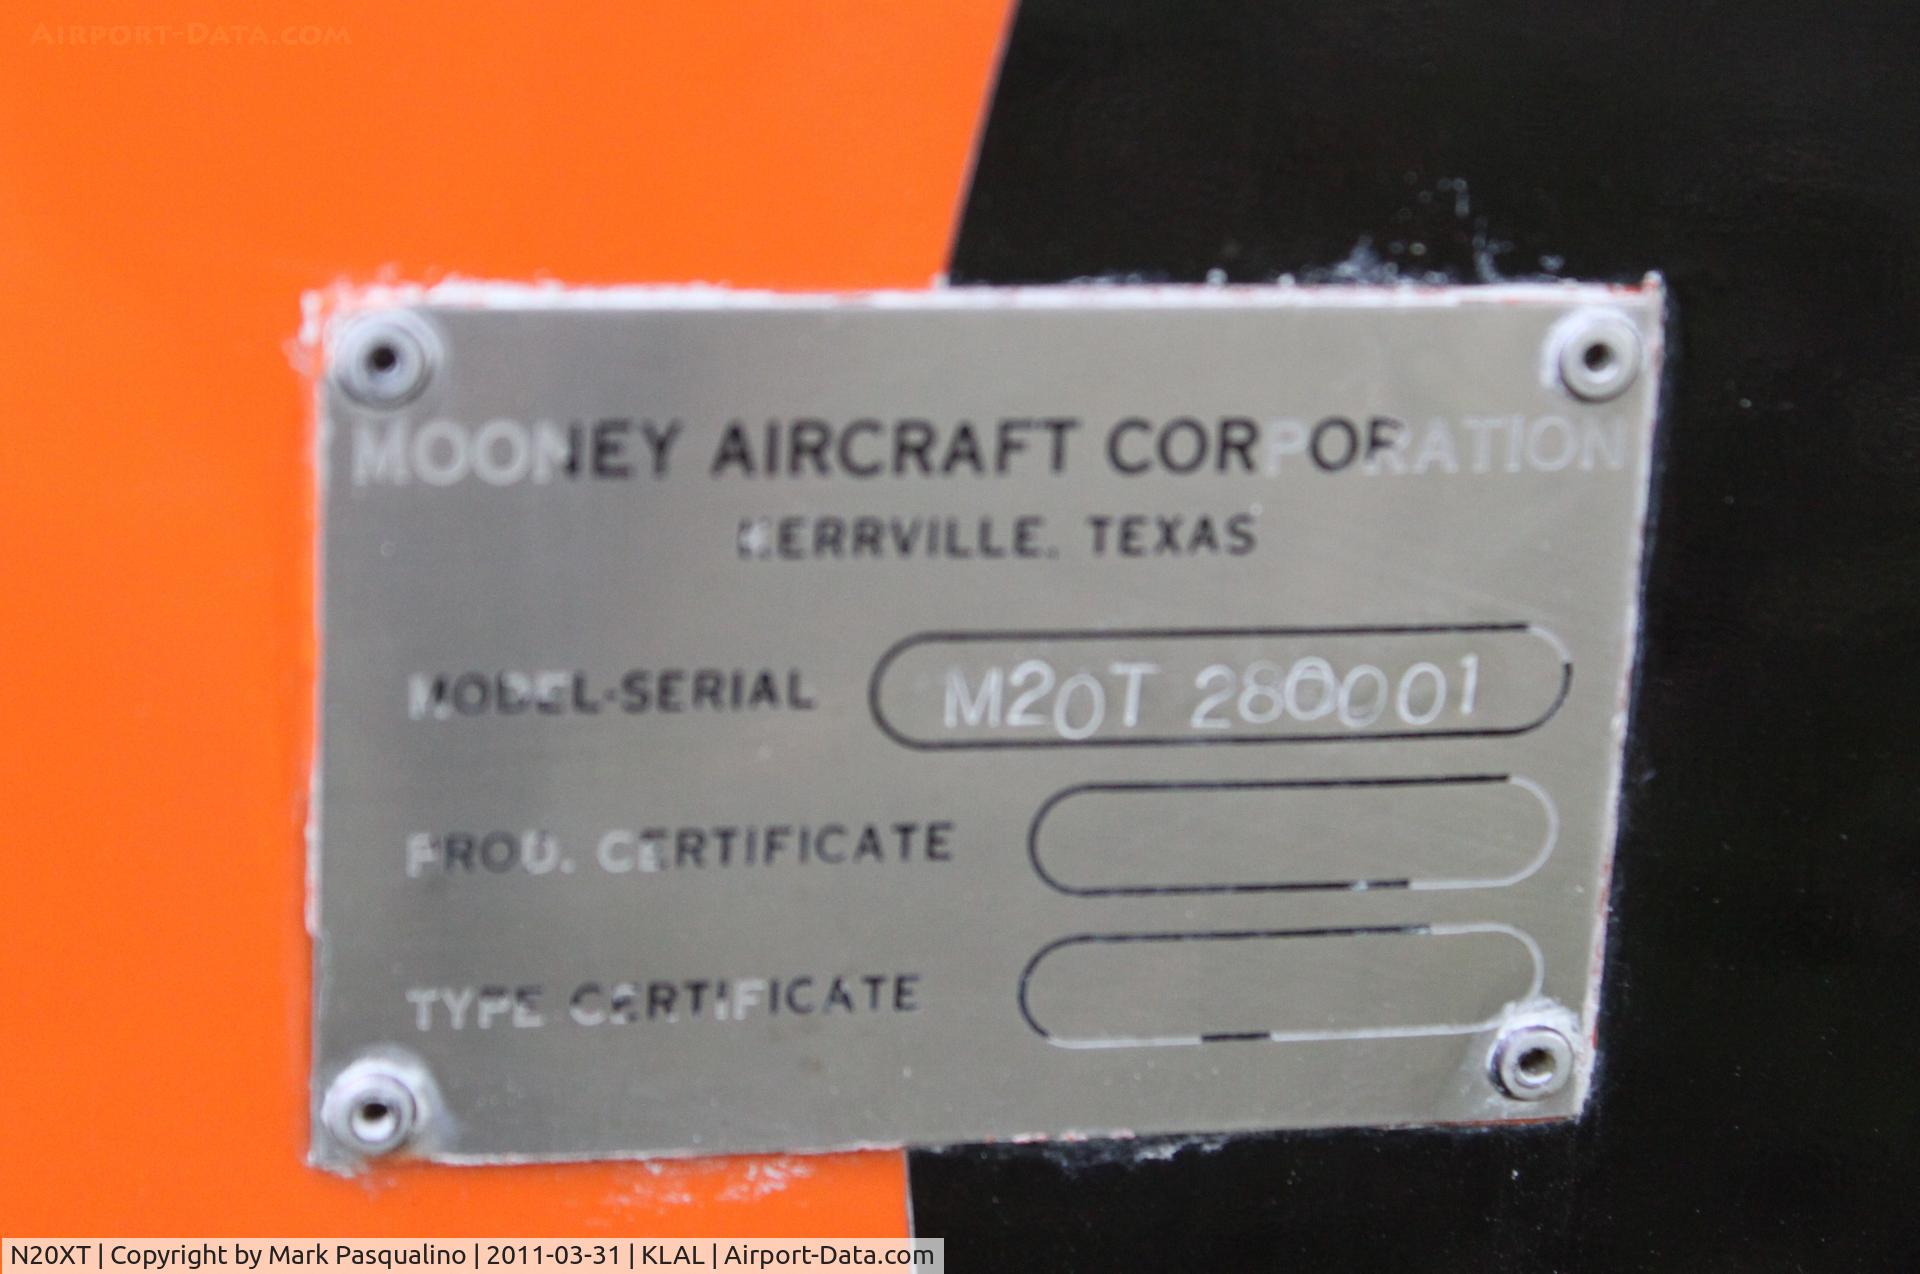 AIRPORT-DATA.COM
MOONEY AIRCRAFT CORPORATION
KERRVILLE, TEXAS
MODEL-SERIAL M20T 280001
PROD. CERTIFICATE
TYPE CERTIFICATE
N20XT | Copyright by Mark Pasqualino | 2011-03-31 | KLAL | Airport-Data.com